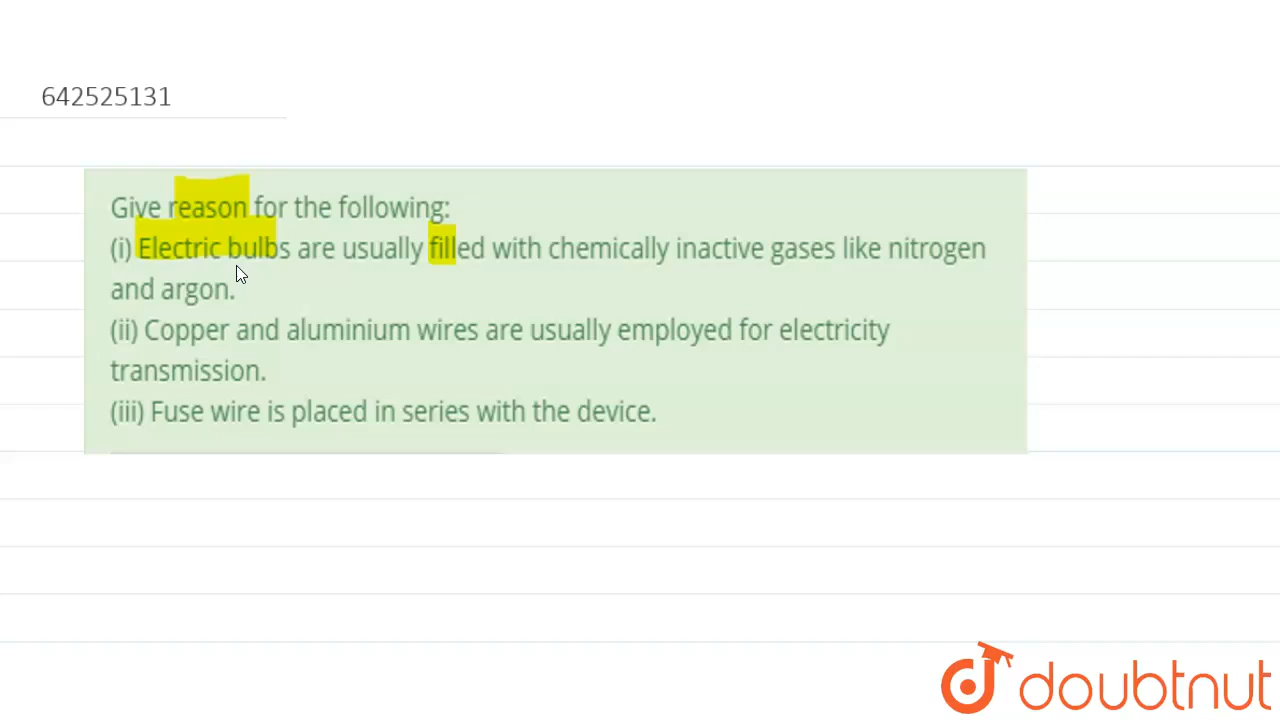 642525131
Give reason for the following:
(i) Electric bulbs are usually filled with chemically inactive gases like nitrogen
and argon.
(ii) Copper and aluminium wires are usually employed for electricity
transmission.
(iii) Fuse wire is placed in series with the device.
doubtnut